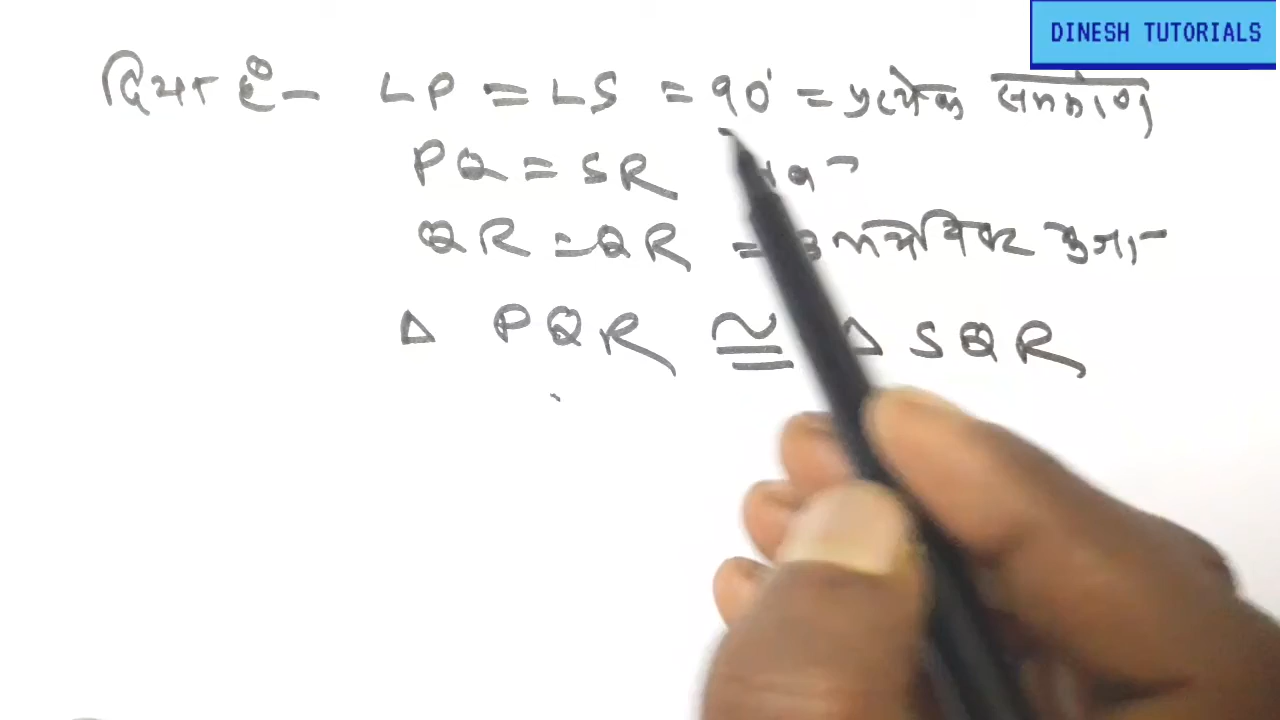 DINESH TUTORIALS
दिया है - ∠P = ∠S = 90° = प्रत्येक समकोण
PQ = SR
QR = QR = उभयनिष्ट भुजा
Δ PQR ≅ Δ SQR